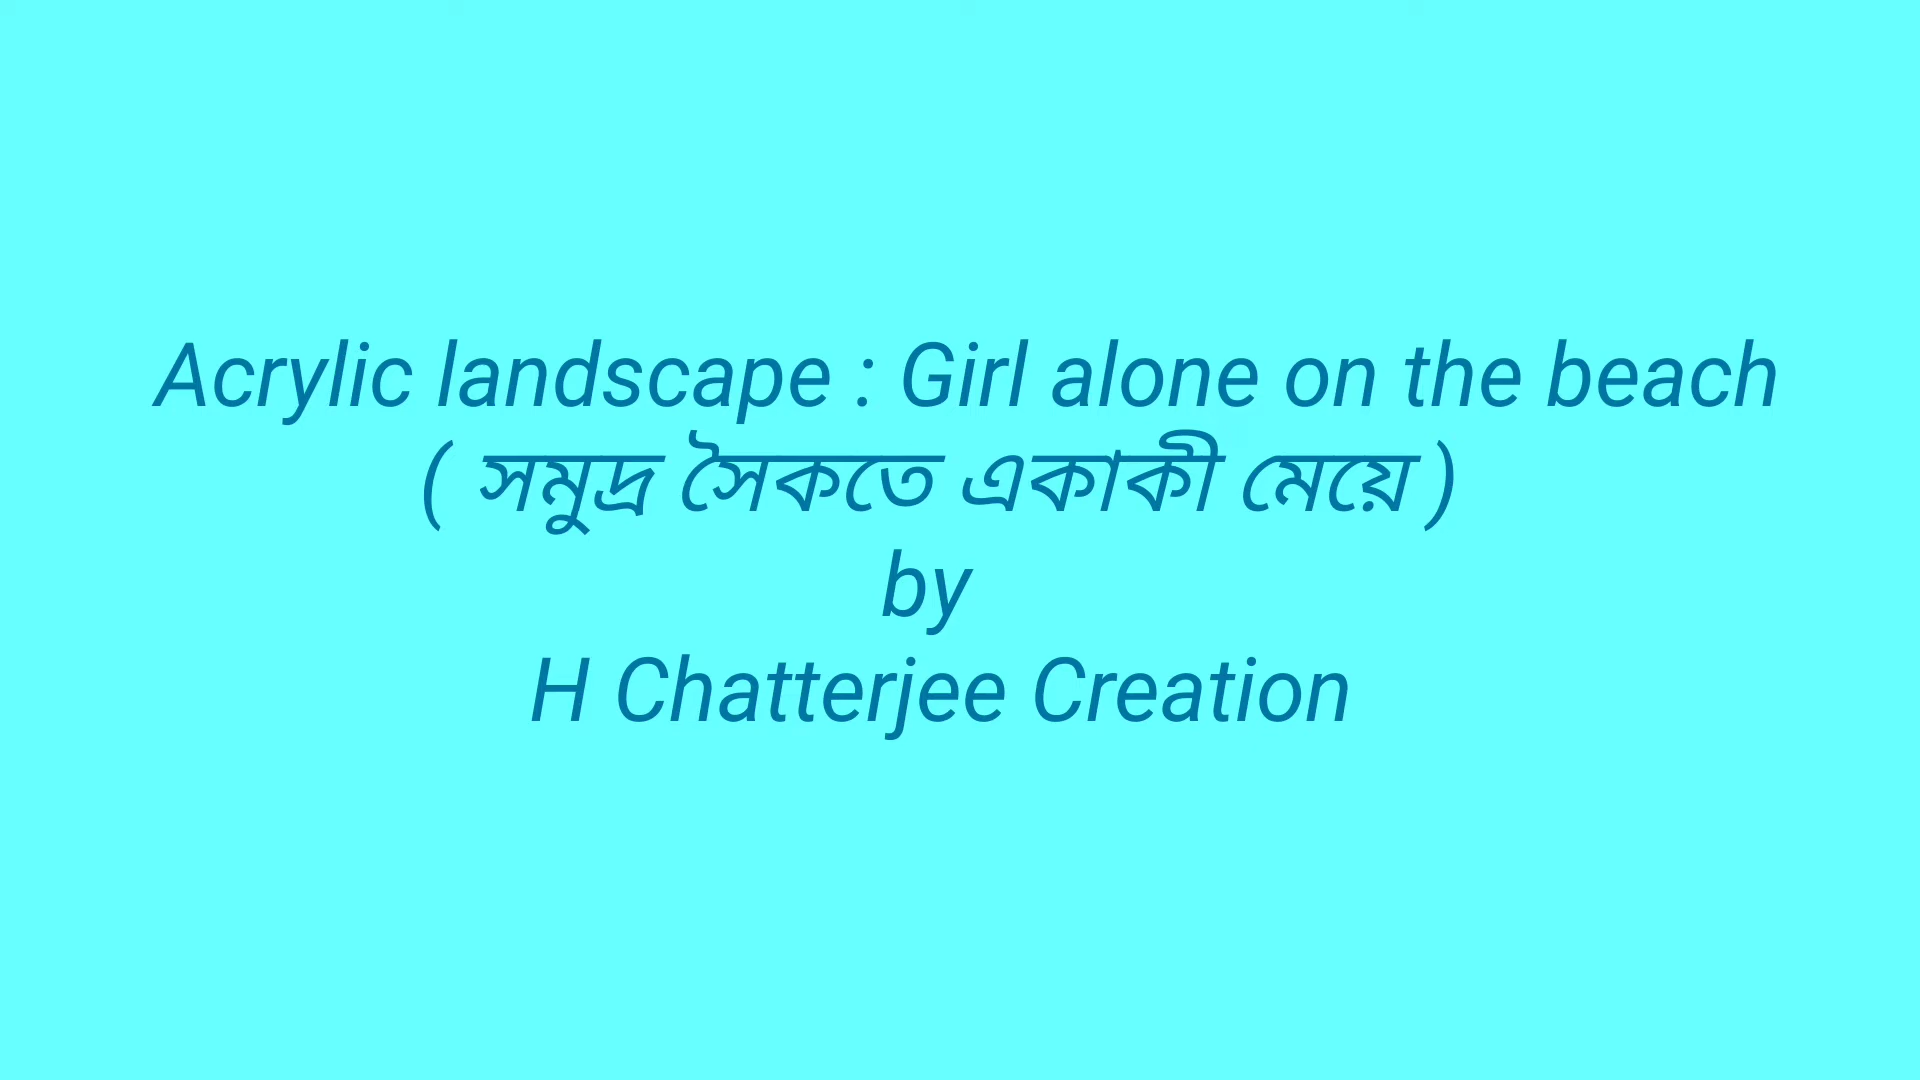 Acrylic landscape : Girl alone on the beach
( সমুদ্র সৈকতে একাকী মেয়ে )
by
H Chatterjee Creation